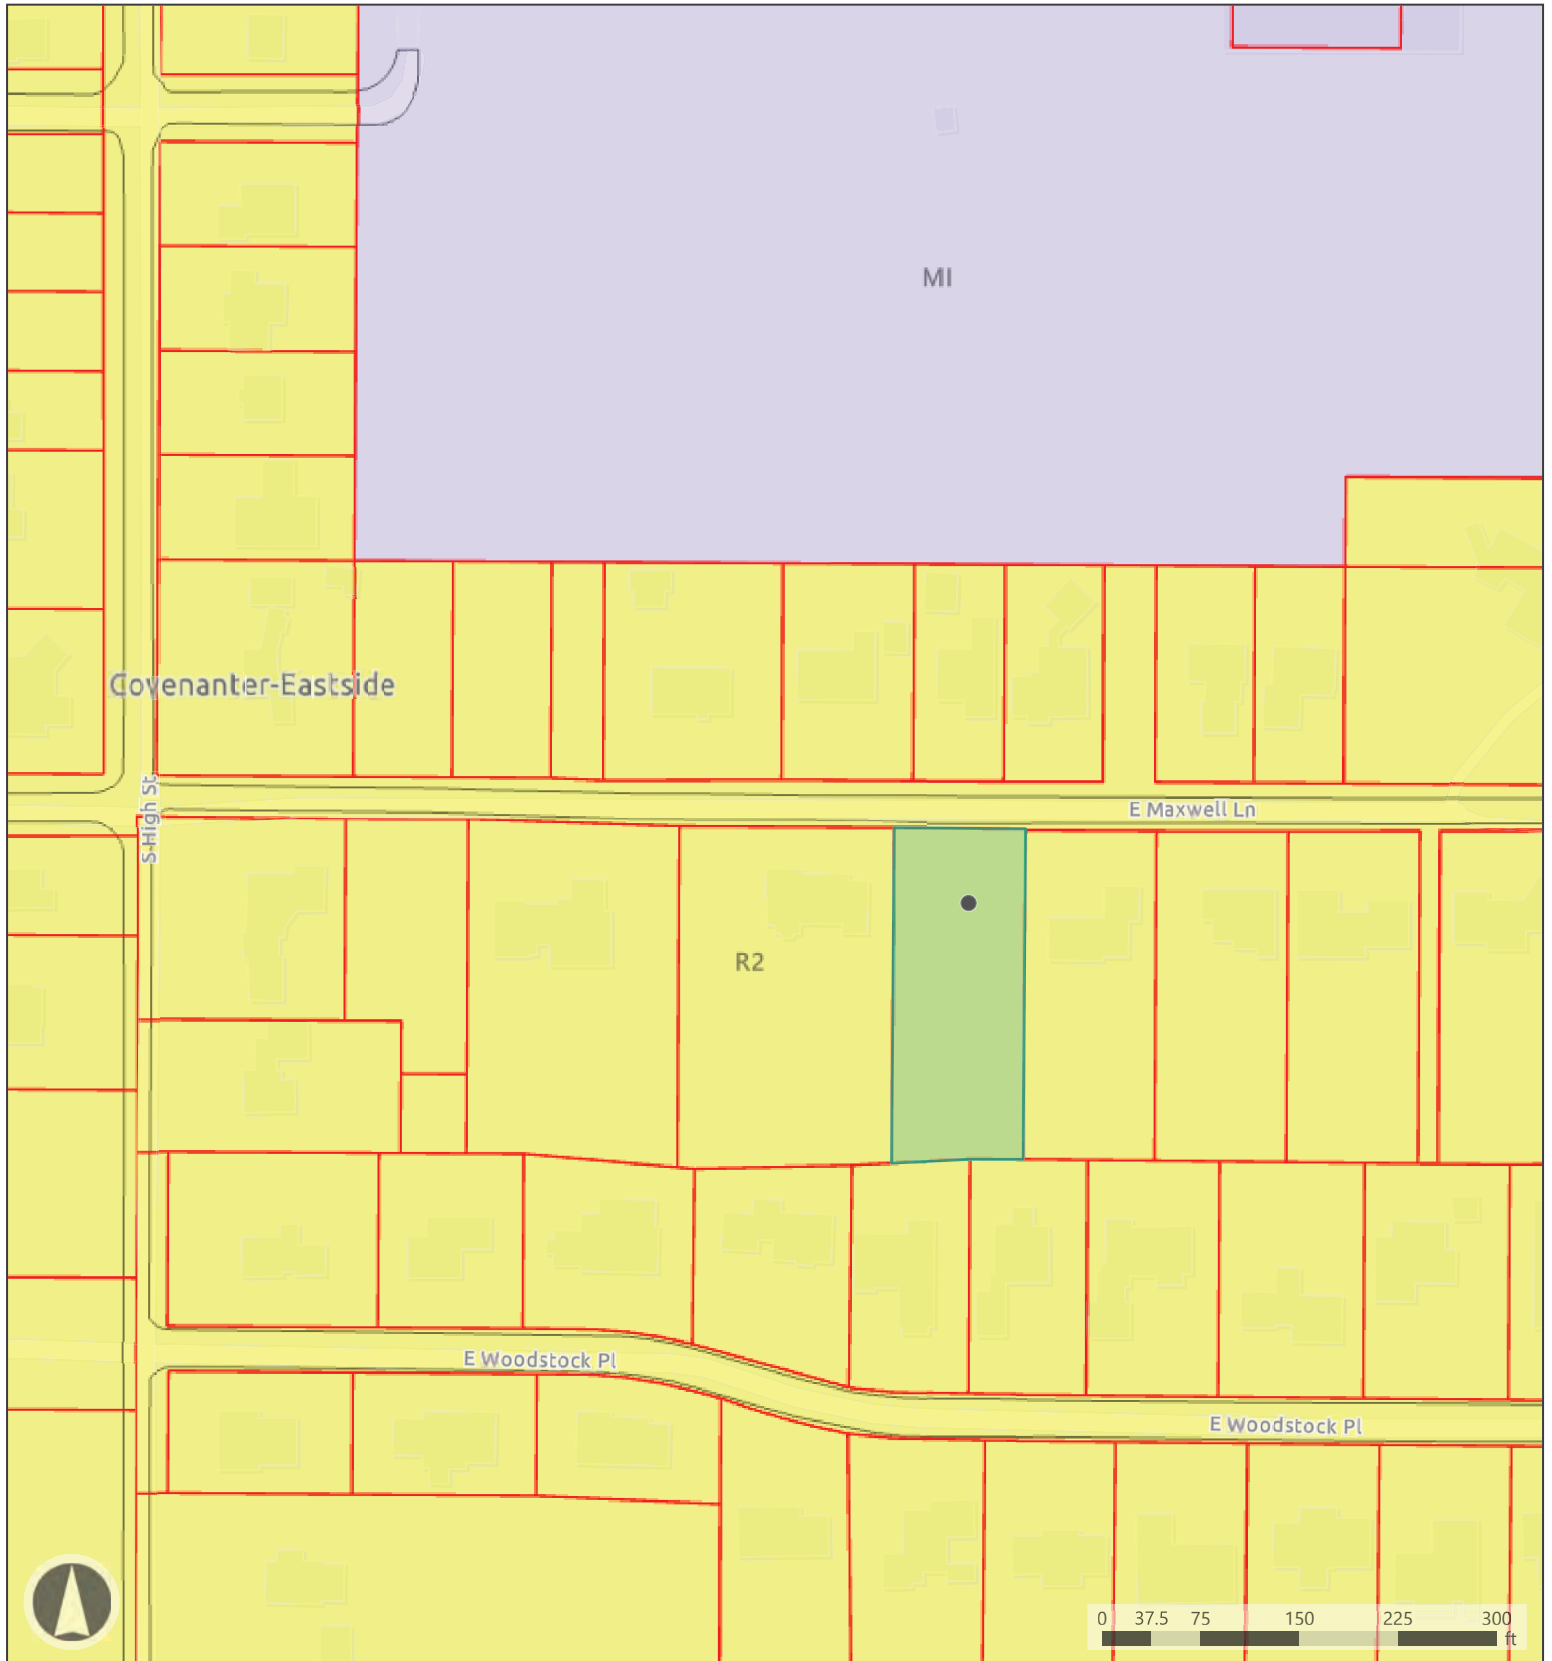 MI
Covenanter-Eastside
S High St
E Maxwell Ln
R2
E Woodstock Pl
E Woodstock Pl
0 37.5 75 150 225 300
ft